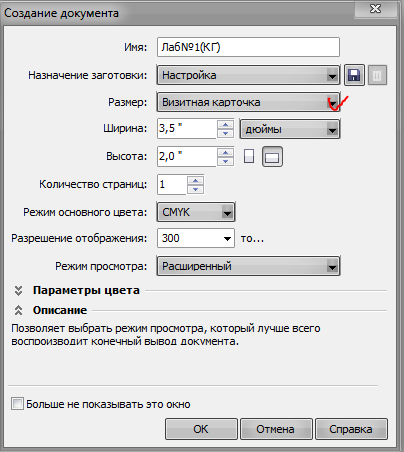 Создание документа
Имя: Лаб№1(КГ)
Назначение заготовки: Настройка
Размер: Визитная карточка
Ширина: 3,5 " дюймы
Высота: 2,0 "
Количество страниц: 1
Режим основного цвета: CMYK
Разрешение отображения: 300 то...
Режим просмотра: Расширенный
Параметры цвета
Описание
Позволяет выбрать режим просмотра, который лучше всего
воспроизводит конечный вывод документа.
Больше не показывать это окно
ОК Отмена Справка